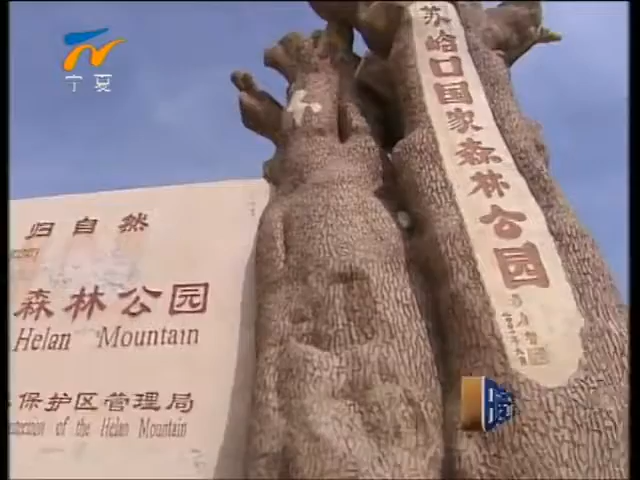 宁夏
苏峪口国家森林公园
归自然
森林公园
Helan Mountain
保护区管理局
of the Helan Mountain